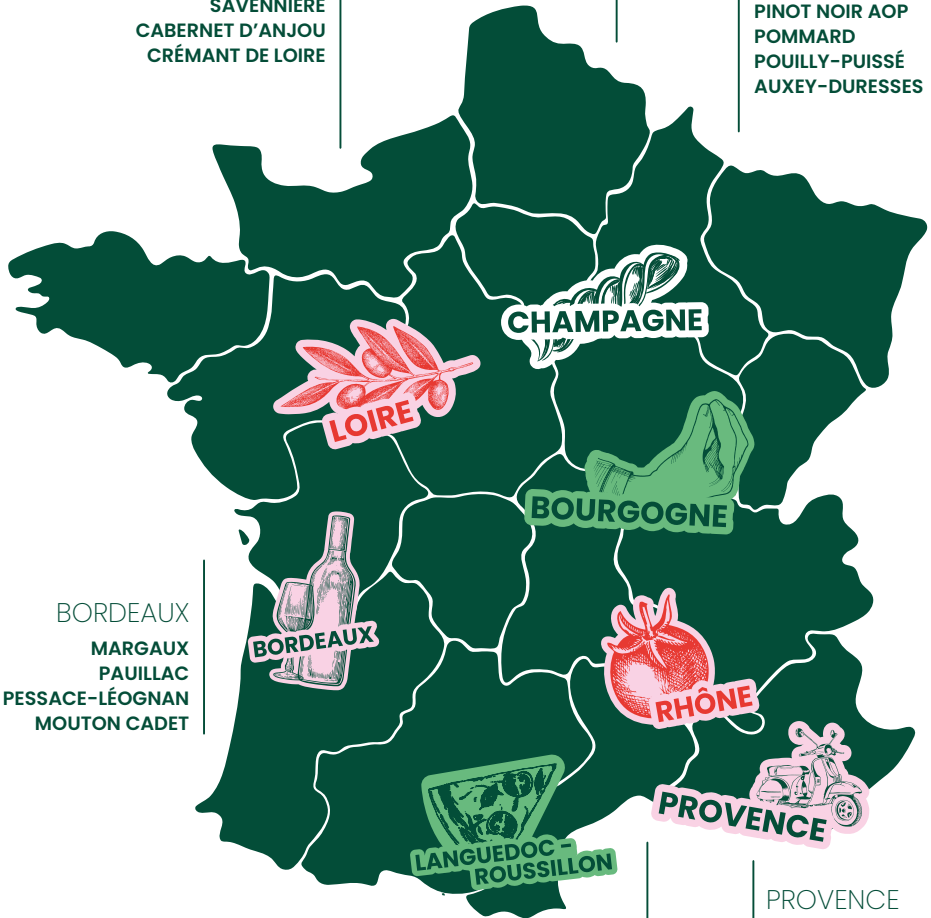 SAVENNIÈRE
CABERNET D’ANJOU
CRÉMANT DE LOIRE
PINOT NOIR AOP
POMMARD
POUILLY-PUISSÉ
AUXEY-DURESSES
CHAMPAGNE
LOIRE
BOURGOGNE
BORDEAUX
MARGAUX
PAUILLAC
PESSACE-LÉOGNAN
MOUTON CADET
BORDEAUX
RHÔNE
PROVENCE
LANGUEDOC -
ROUSSILLON
PROVENCE